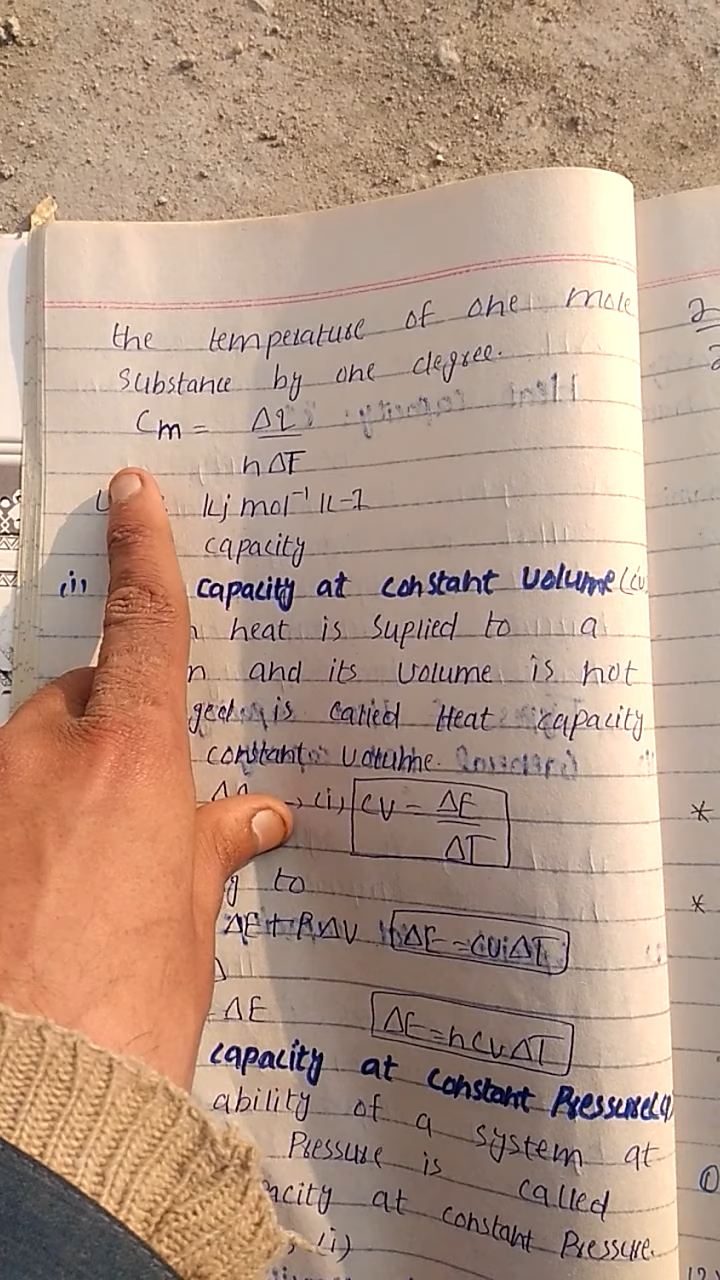 the temperature of one mole
substance by one degree.
Cm = Δq
nΔT
kj mol⁻¹ k-1
capacity
(i) capacity at constant volume (cv
heat is suplied to a
and its volume is not
is called Heat capacity
constant volume.
→ (i) CV = ΔE
ΔT
to
ΔE + PΔV ΔE = CVΔT
ΔE ΔE = nCvΔT
capacity at constant Pressure
ability of a system at
Pressure is called
at constant Pressure.
(i)